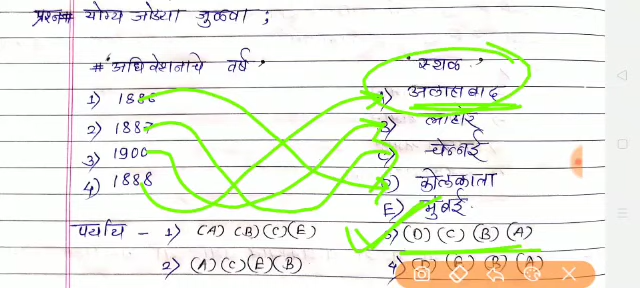 प्रश्न# योग्य जोड्या जुळवा ;
# 'अधिवेशनाचे वर्ष' 'स्थळ'
1) 1886 A) अलाहाबाद
2) 1887 B) लाहोर
3) 1900 C) चेन्नई
4) 1888 D) कोलकाता
E) मुंबई.
पर्याय - 1) (A) (B) (C) (E) 3) (D) (C) (B) (A)
2) (A) (C) (E) (B) 4) (B) (A)